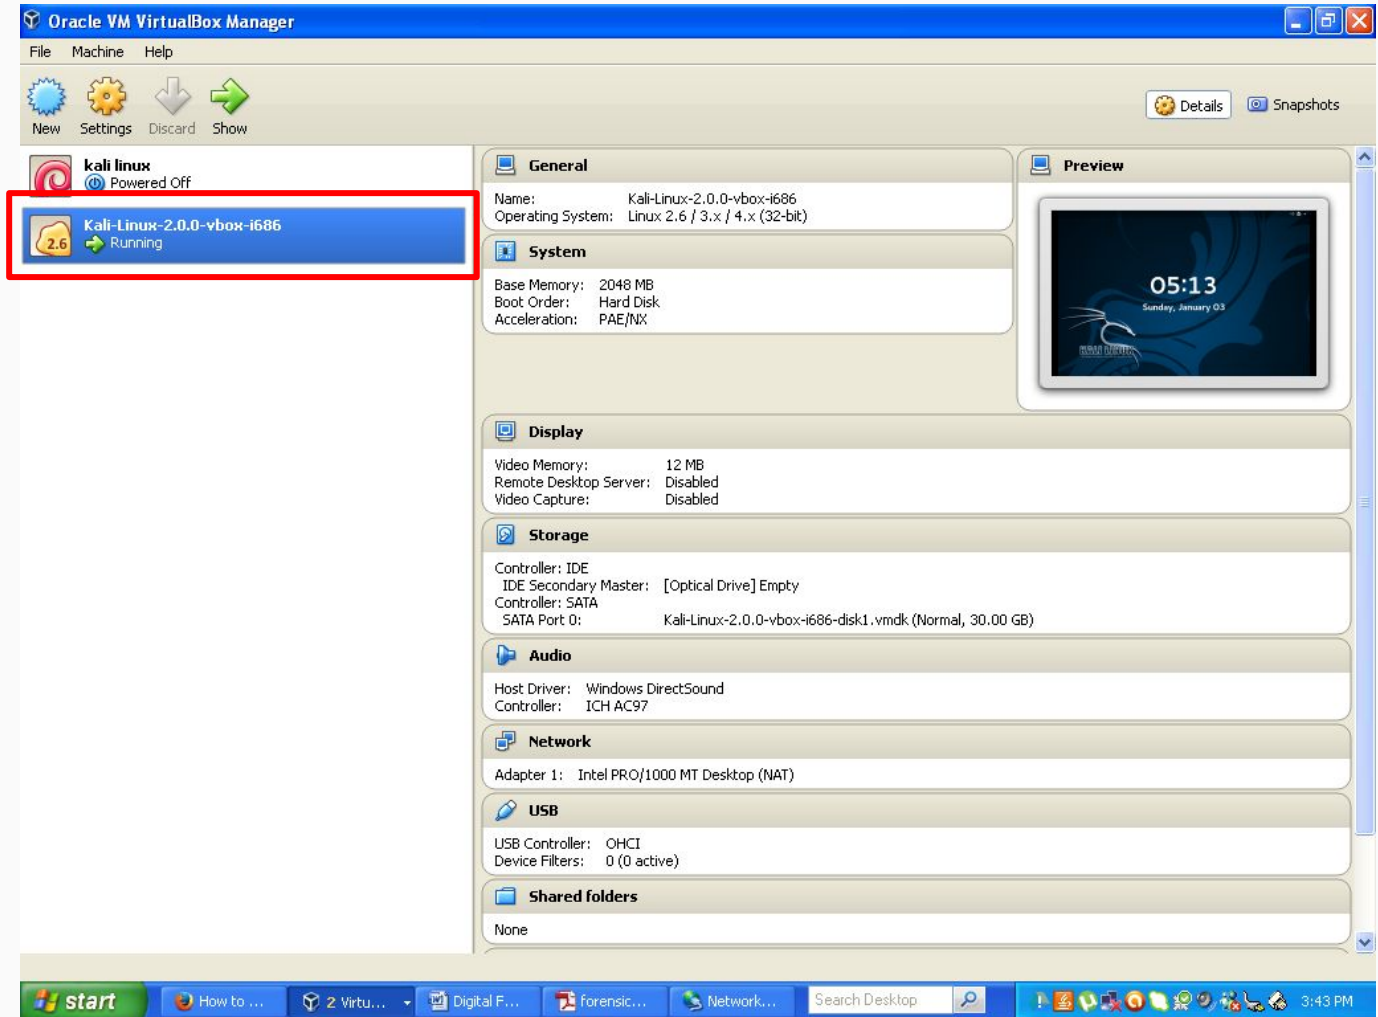 Oracle VM VirtualBox Manager
File Machine Help
New Settings Discard Show
Details Snapshots
kali linux
Powered Off
2.6
Kali-Linux-2.0.0-vbox-i686
Running
General
Name: Kali-Linux-2.0.0-vbox-i686
Operating System: Linux 2.6 / 3.x / 4.x (32-bit)
System
Base Memory: 2048 MB
Boot Order: Hard Disk
Acceleration: PAE/NX
Preview
05:13
Sunday, January 03
KALI LINUX
Display
Video Memory: 12 MB
Remote Desktop Server: Disabled
Video Capture: Disabled
Storage
Controller: IDE
IDE Secondary Master: [Optical Drive] Empty
Controller: SATA
SATA Port 0: Kali-Linux-2.0.0-vbox-i686-disk1.vmdk (Normal, 30.00 GB)
Audio
Host Driver: Windows DirectSound
Controller: ICH AC97
Network
Adapter 1: Intel PRO/1000 MT Desktop (NAT)
USB
USB Controller: OHCI
Device Filters: 0 (0 active)
Shared folders
None
start How to ... 2 Virtu... Digital F... forensic... Network... Search Desktop 3:43 PM